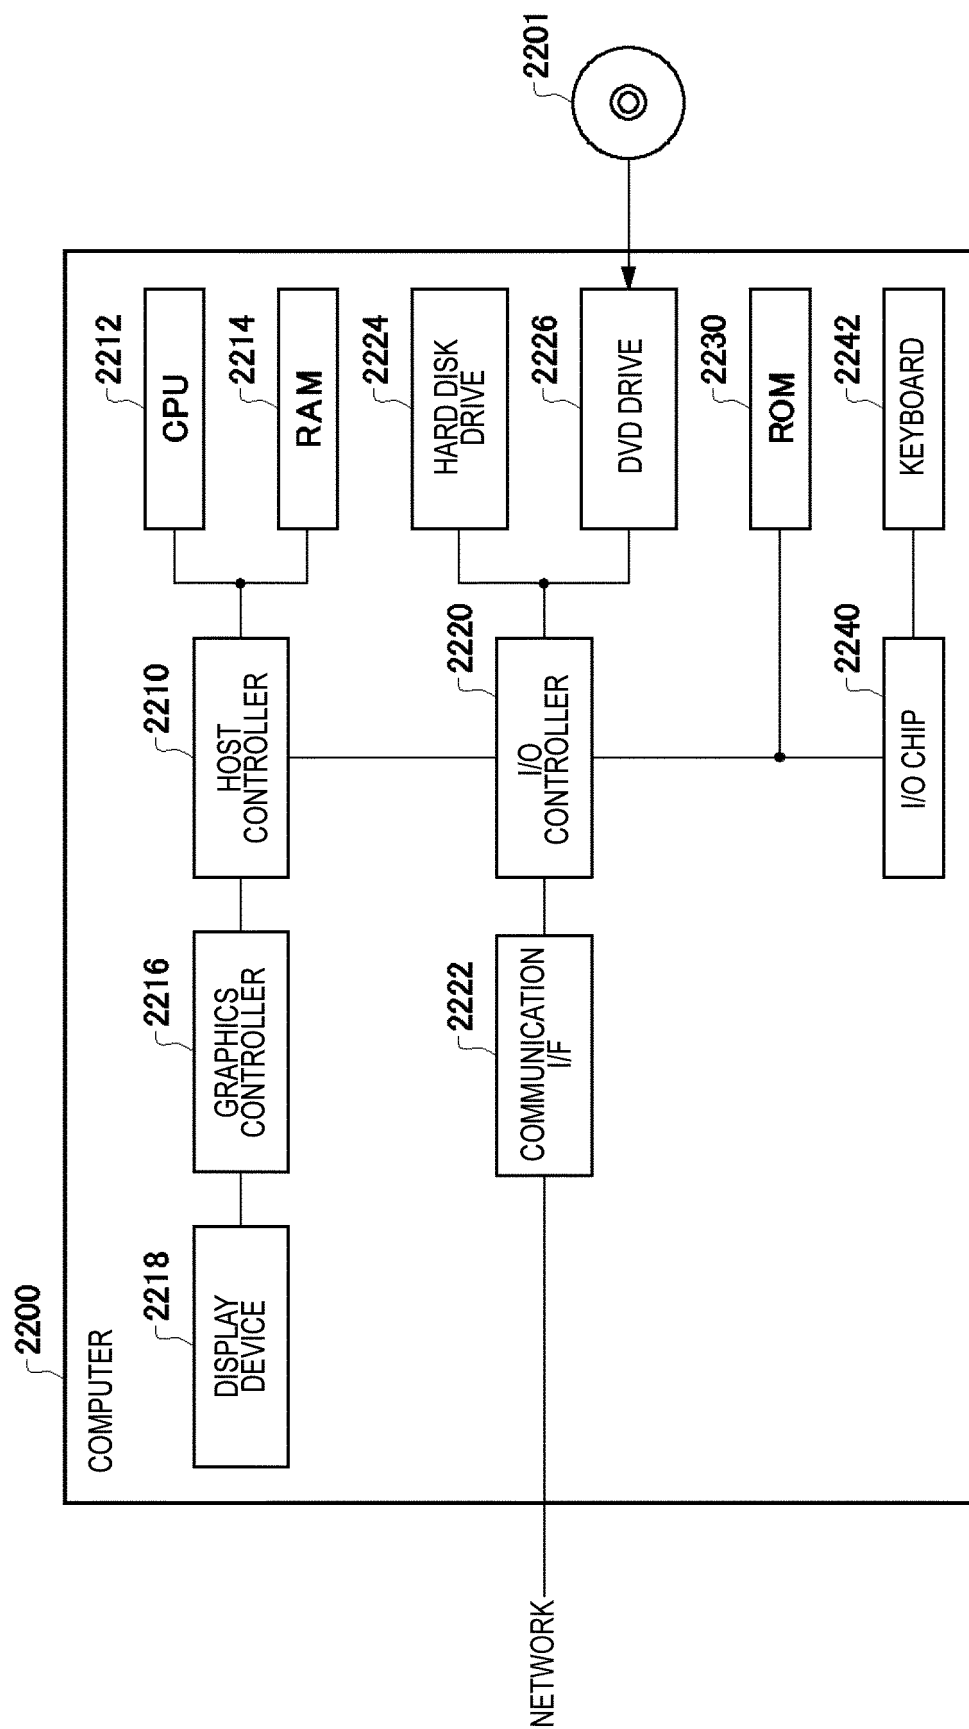 2200
COMPUTER
2218
DISPLAY
DEVICE
2216
GRAPHICS
CONTROLLER
2210
HOST
CONTROLLER
2212
CPU
2214
RAM
NETWORK
2222
COMMUNICATION
I/F
2220
I/O
CONTROLLER
2224
HARD DISK
DRIVE
2226
DVD DRIVE
2201
2230
ROM
2240
I/O CHIP
2242
KEYBOARD